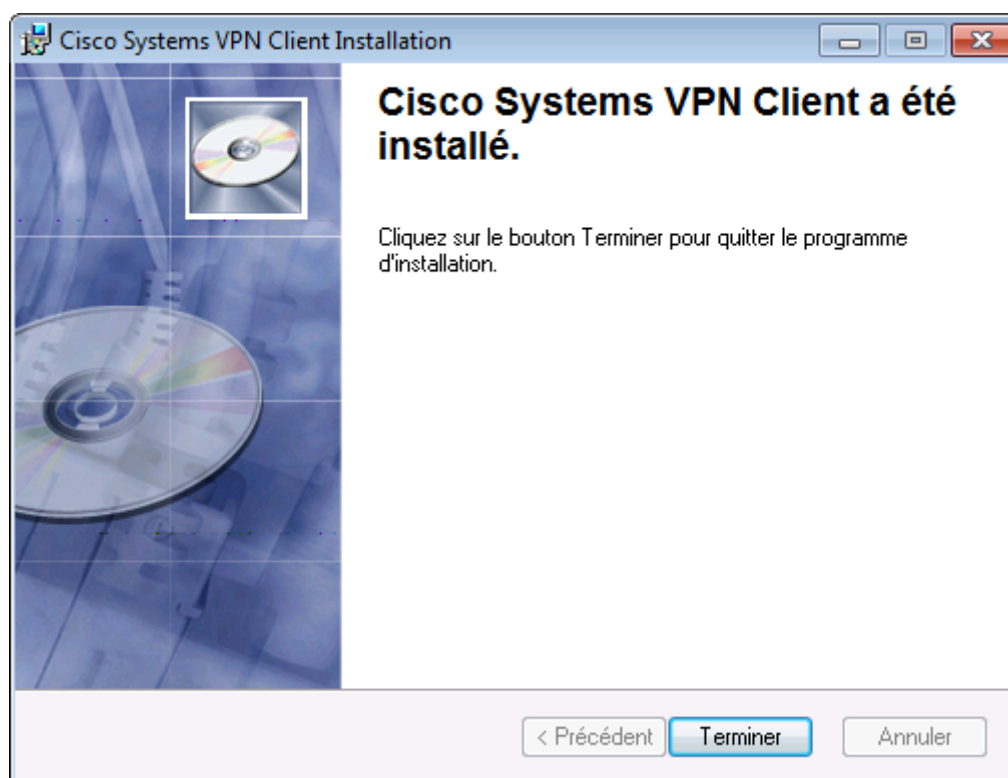 Cisco Systems VPN Client Installation
Cisco Systems VPN Client a été
installé.
Cliquez sur le bouton Terminer pour quitter le programme
d'installation.
< Précédent
Terminer
Annuler